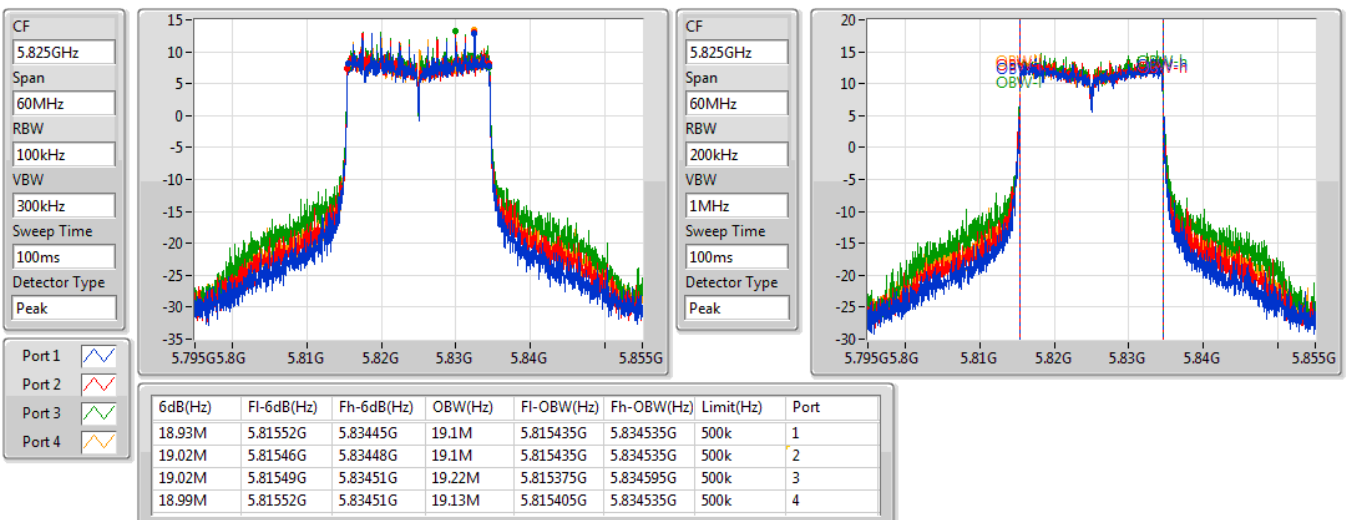 CF
5.825GHz
Span
60MHz
RBW
100kHz
VBW
300kHz
Sweep Time
100ms
Detector Type
Peak
15
10
5
0
-5
-10
-15
-20
-25
-30
-35
5.795G 5.8G 5.81G 5.82G 5.83G 5.84G 5.855G
CF
5.825GHz
Span
60MHz
RBW
200kHz
VBW
1MHz
Sweep Time
100ms
Detector Type
Peak
20
15
10
5
0
-5
-10
-15
-20
-25
-30
OBW-l
OBW-h
5.795G 5.8G 5.81G 5.82G 5.83G 5.84G 5.855G
Port 1
Port 2
Port 3
Port 4
6dB(Hz) Fl-6dB(Hz) Fh-6dB(Hz) OBW(Hz) Fl-OBW(Hz) Fh-OBW(Hz) Limit(Hz) Port
18.93M 5.81552G 5.83445G 19.1M 5.815435G 5.834535G 500k 1
19.02M 5.81546G 5.83448G 19.1M 5.815435G 5.834535G 500k 2
19.02M 5.81549G 5.83451G 19.22M 5.815375G 5.834595G 500k 3
18.99M 5.81552G 5.83451G 19.13M 5.815405G 5.834535G 500k 4